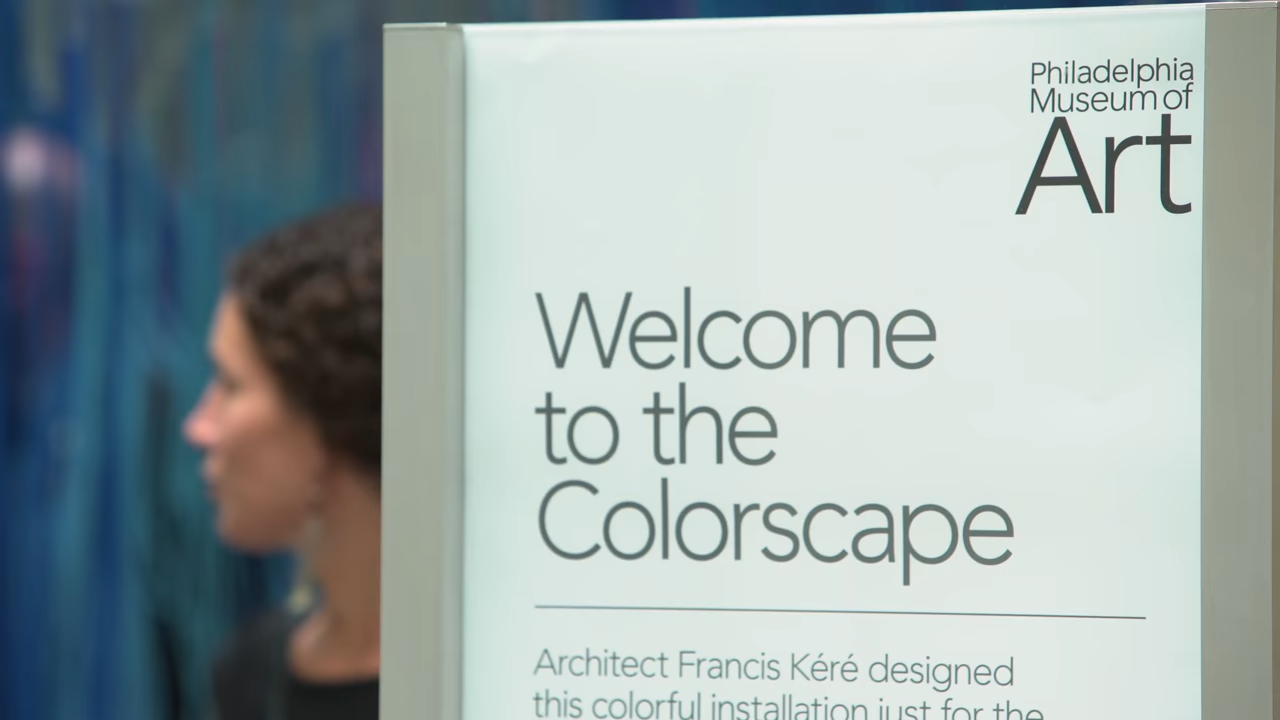 Philadelphia
Museum of
Art
Welcome
to the
Colorscape
Architect Francis Kéré designed
this colorful installation just for the